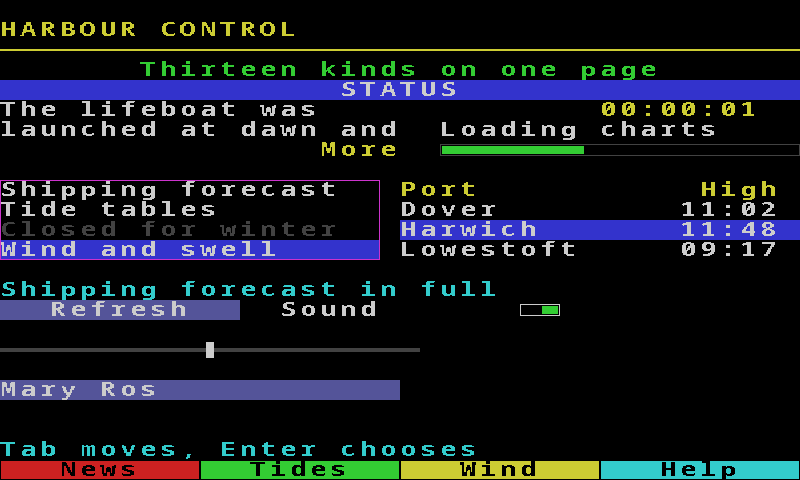 HARBOUR CONTROL
Thirteen kinds on one page
STATUS
The lifeboat was
launched at dawn and
More
00:00:01
Loading charts
Shipping forecast
Tide tables
Closed for winter
Wind and swell
Port High
Dover 11:02
Harwich 11:48
Lowestoft 09:17
Shipping forecast in full
Refresh Sound
Mary Ros
Tab moves, Enter chooses
News Tides Wind Help